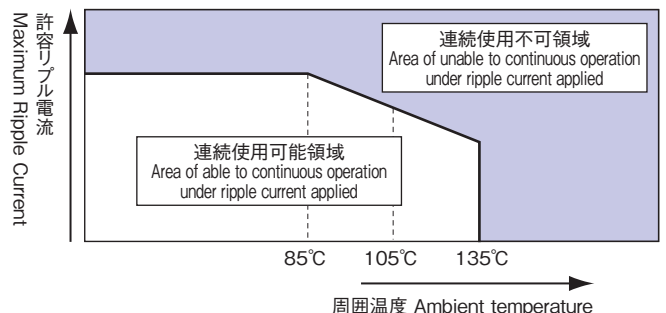 許容リプル電流
Maximum Ripple Current
連続使用不可領域
Area of unable to continuous operation
under ripple current applied
連続使用可能領域
Area of able to continuous operation
under ripple current applied
85℃ 105℃ 135℃
周囲温度 Ambient temperature